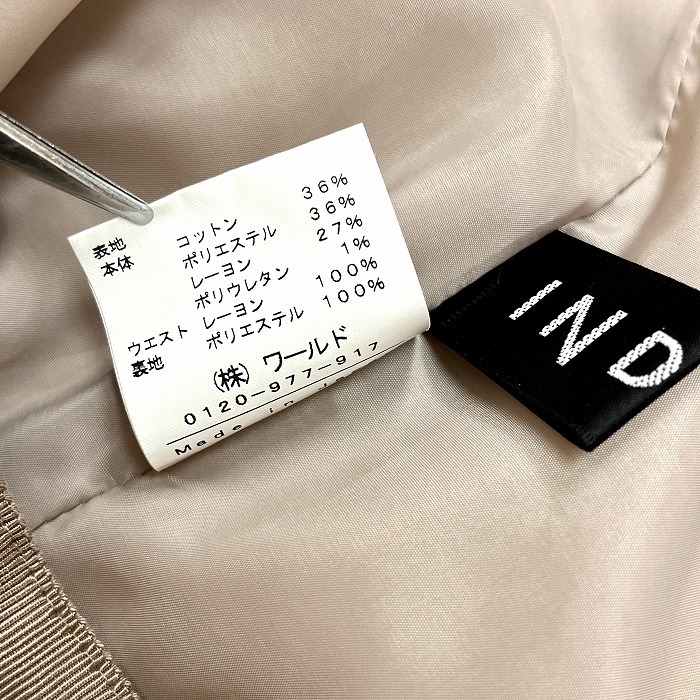 表地 コットン 36%
本体 ポリエステル 36%
レーヨン 27%
ポリウレタン 1%
ウエスト レーヨン 100%
裏地 ポリエステル 100%
(株) ワールド
0120-977-917
Made in
IND